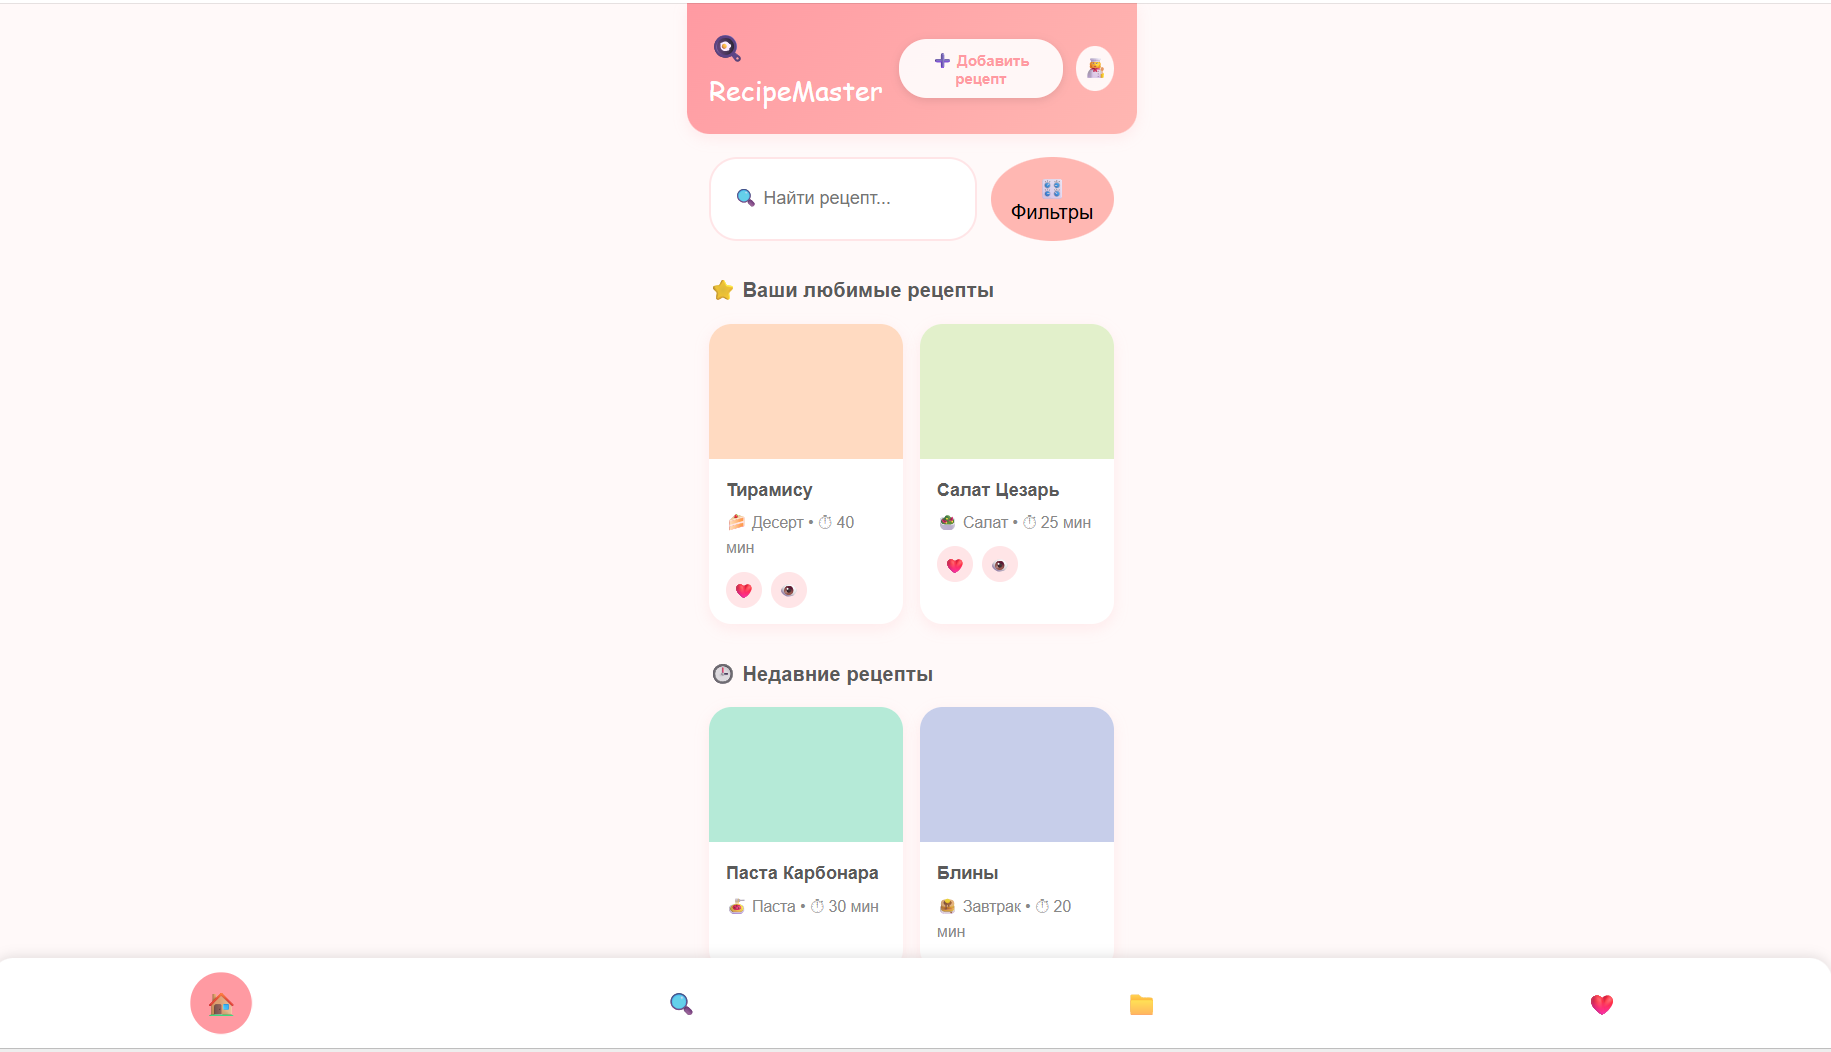 RecipeMaster
Добавить
рецепт
Найти рецепт...
Фильтры
Ваши любимые рецепты
Тирамису
Десерт • ⏱ 40
мин
Салат Цезарь
Салат • ⏱ 25 мин
Недавние рецепты
Паста Карбонара
Паста • ⏱ 30 мин
Блины
Завтрак • ⏱ 20
мин